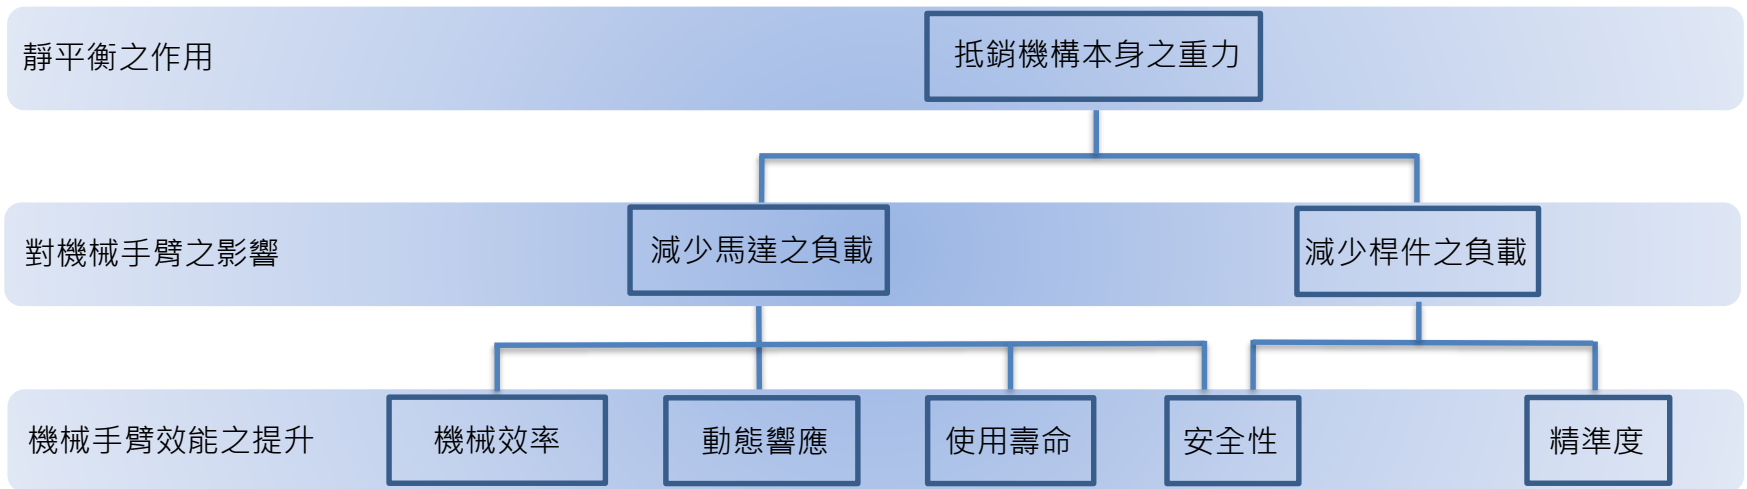 靜平衡之作用
抵銷機構本身之重力
對機械手臂之影響
減少馬達之負載
減少桿件之負載
機械手臂效能之提升
機械效率
動態響應
使用壽命
安全性
精準度